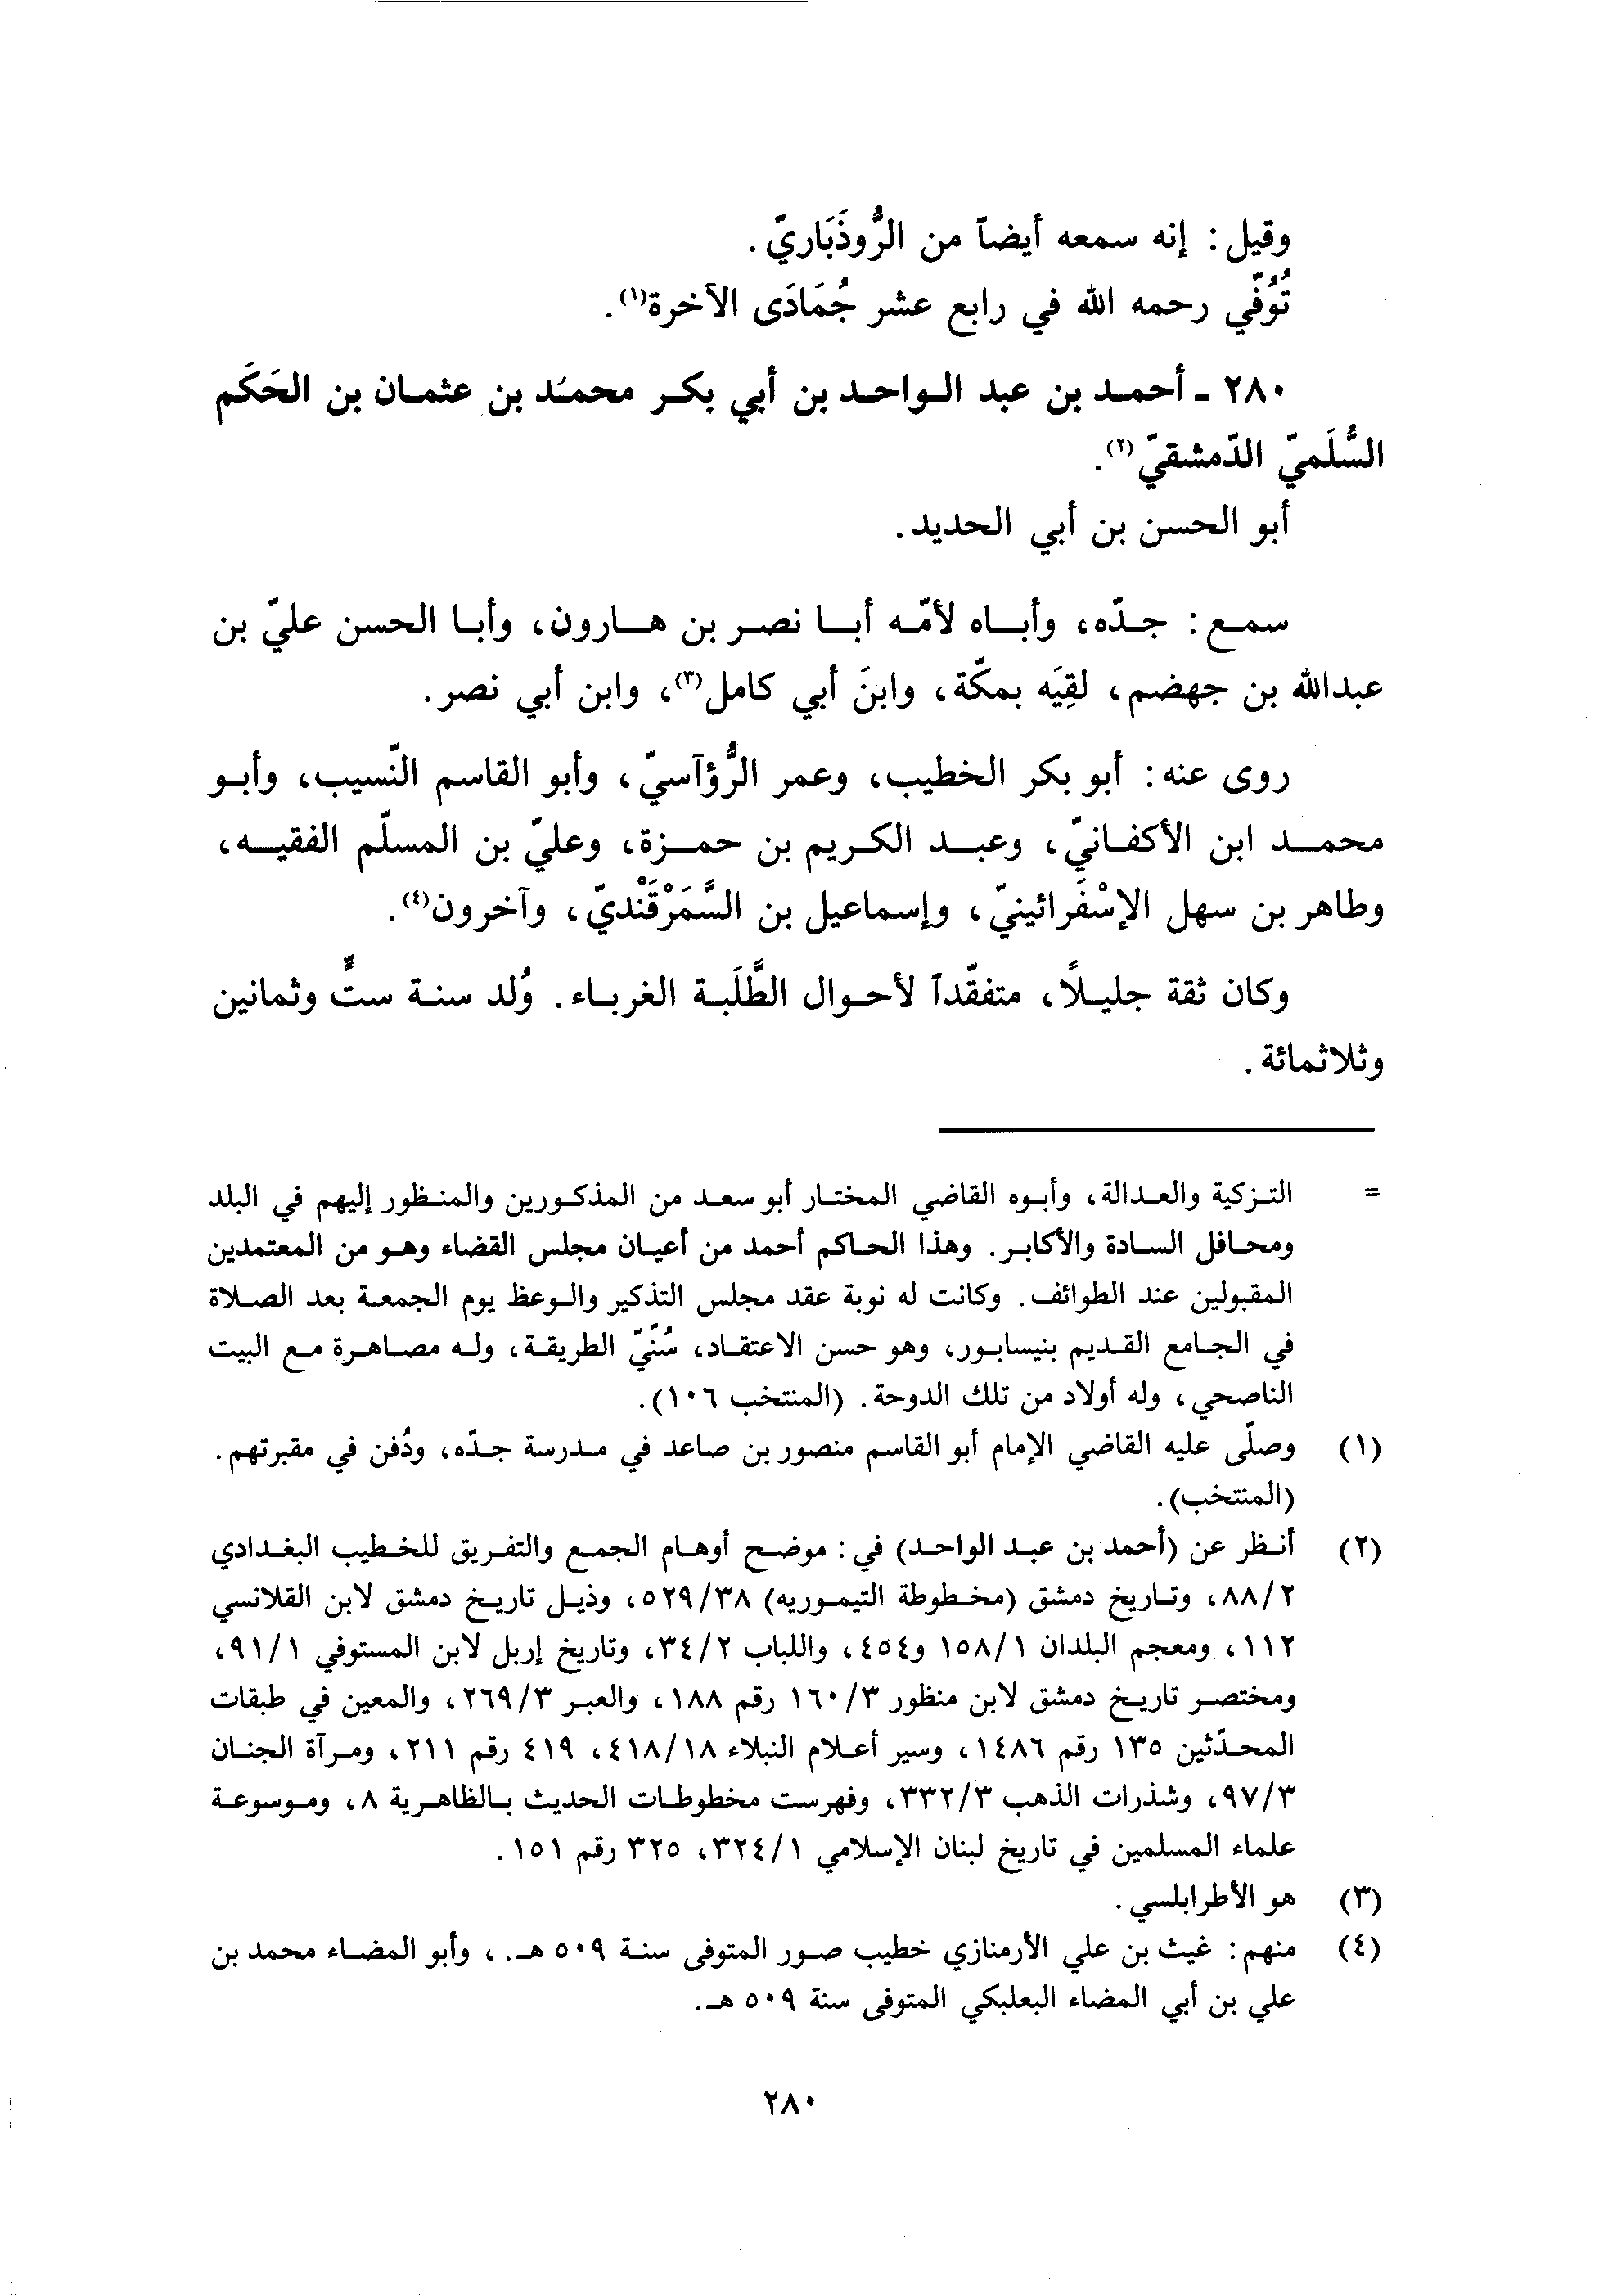 وقيل: إنه سمعه أيضاً من الرُّوذَبَاريّ.
تُوُفّي رحمه الله في رابع عشر جُمَادَى الآخرة(١).
٢٨٠ - أحمد بن عبد الواحد بن أبي بكر محمد بن عثمان بن الحَكَم
السُّلَميّ الدّمشقيّ(٢).
أبو الحسن بن أبي الحديد.
سمع: جدّه، وأباه لأمّه أبا نصر بن هارون، وأبا الحسن عليّ بن
عبدالله بن جهضم، لقِيَه بمكّة، وابنَ أبي كامل(٣)، وابن أبي نصر.
روى عنه: أبو بكر الخطيب، وعمر الرُّؤآسيّ، وأبو القاسم النّسيب، وأبو
محمد ابن الأكفانيّ، وعبد الكريم بن حمزة، وعليّ بن المسلّم الفقيه،
وطاهر بن سهل الإسْفَرائينيّ، وإسماعيل بن السَّمَرْقَنْديّ، وآخرون(٤).
وكان ثقة جليلًا، متفقّداً لأحوال الطَّلَبة الغرباء. وُلد سنة ستٍّ وثمانين
وثلاثمائة.
= التزكية والعدالة، وأبوه القاضي المختار أبو سعد من المذكورين والمنظور إليهم في البلد
ومحافل السادة والأكابر. وهذا الحاكم أحمد من أعيان مجلس القضاء وهو من المعتمدين
المقبولين عند الطوائف. وكانت له نوبة عقد مجلس التذكير والوعظ يوم الجمعة بعد الصلاة
في الجامع القديم بنيسابور، وهو حسن الاعتقاد، سُنّيّ الطريقة، وله مصاهرة مع البيت
الناصحي، وله أولاد من تلك الدوحة. (المنتخب ١٠٦).
(١) وصلّى عليه القاضي الإمام أبو القاسم منصور بن صاعد في مدرسة جدّه، ودُفن في مقبرتهم.
(المنتخب).
(٢) أنظر عن (أحمد بن عبد الواحد) في: موضح أوهام الجمع والتفريق للخطيب البغدادي
٨٨/٢، وتاريخ دمشق (مخطوطة التيموريه) ٥٢٩/٣٨، وذيل تاريخ دمشق لابن القلانسي
١١٢، ومعجم البلدان ١٥٨/١ و٤٥٤، واللباب ٣٤/٢، وتاريخ إربل لابن المستوفي ٩١/١،
ومختصر تاريخ دمشق لابن منظور ١٦٠/٣ رقم ١٨٨، والعبر ٢٦٩/٣، والمعين في طبقات
المحدّثين ١٣٥ رقم ١٤٨٦، وسير أعلام النبلاء ٤١٨/١٨، ٤١٩ رقم ٢١١، ومرآة الجنان
٩٧/٣، وشذرات الذهب ٣٣٢/٣، وفهرست مخطوطات الحديث بالظاهرية ٨، وموسوعة
علماء المسلمين في تاريخ لبنان الإسلامي ٣٢٤/١، ٣٢٥ رقم ١٥١.
(٣) هو الأطرابلسي.
(٤) منهم: غيث بن علي الأرمنازي خطيب صور المتوفى سنة ٥٠٩ هـ.، وأبو المضاء محمد بن
علي بن أبي المضاء البعلبكي المتوفى سنة ٥٠٩ هـ.
٢٨٠